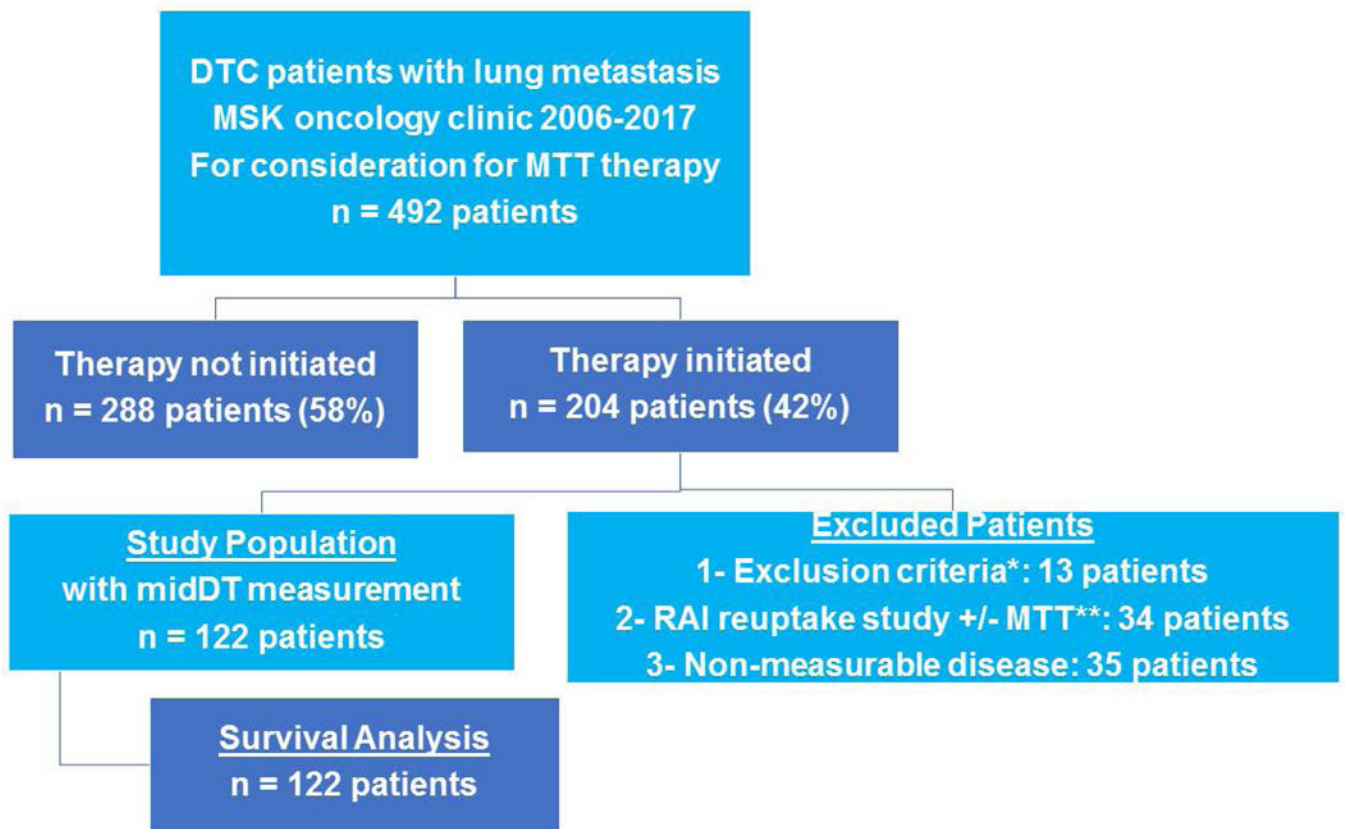 DTC patients with lung metastasis
MSK oncology clinic 2006-2017
For consideration for MTT therapy
n = 492 patients
Therapy not initiated
n = 288 patients (58%)
Therapy initiated
n = 204 patients (42%)
Study Population
with midDT measurement
n = 122 patients
Excluded Patients
1- Exclusion criteria*: 13 patients
2- RAI reuptake study +/- MTT**: 34 patients
3- Non-measurable disease: 35 patients
Survival Analysis
n = 122 patients